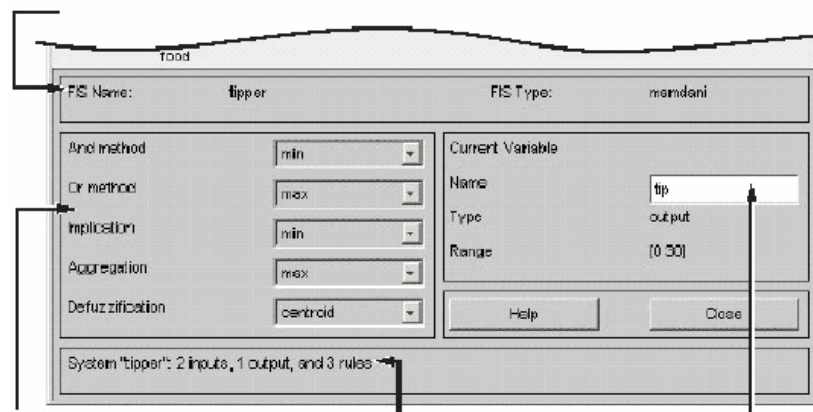 food
FIS Name: tipper FIS Type: mamdani
And method min
Or method max
Implication min
Aggregation max
Defuzzification centroid
Current Variable
Name tip
Type output
Range [0 30]
Help Close
System "tipper": 2 inputs, 1 output, and 3 rules